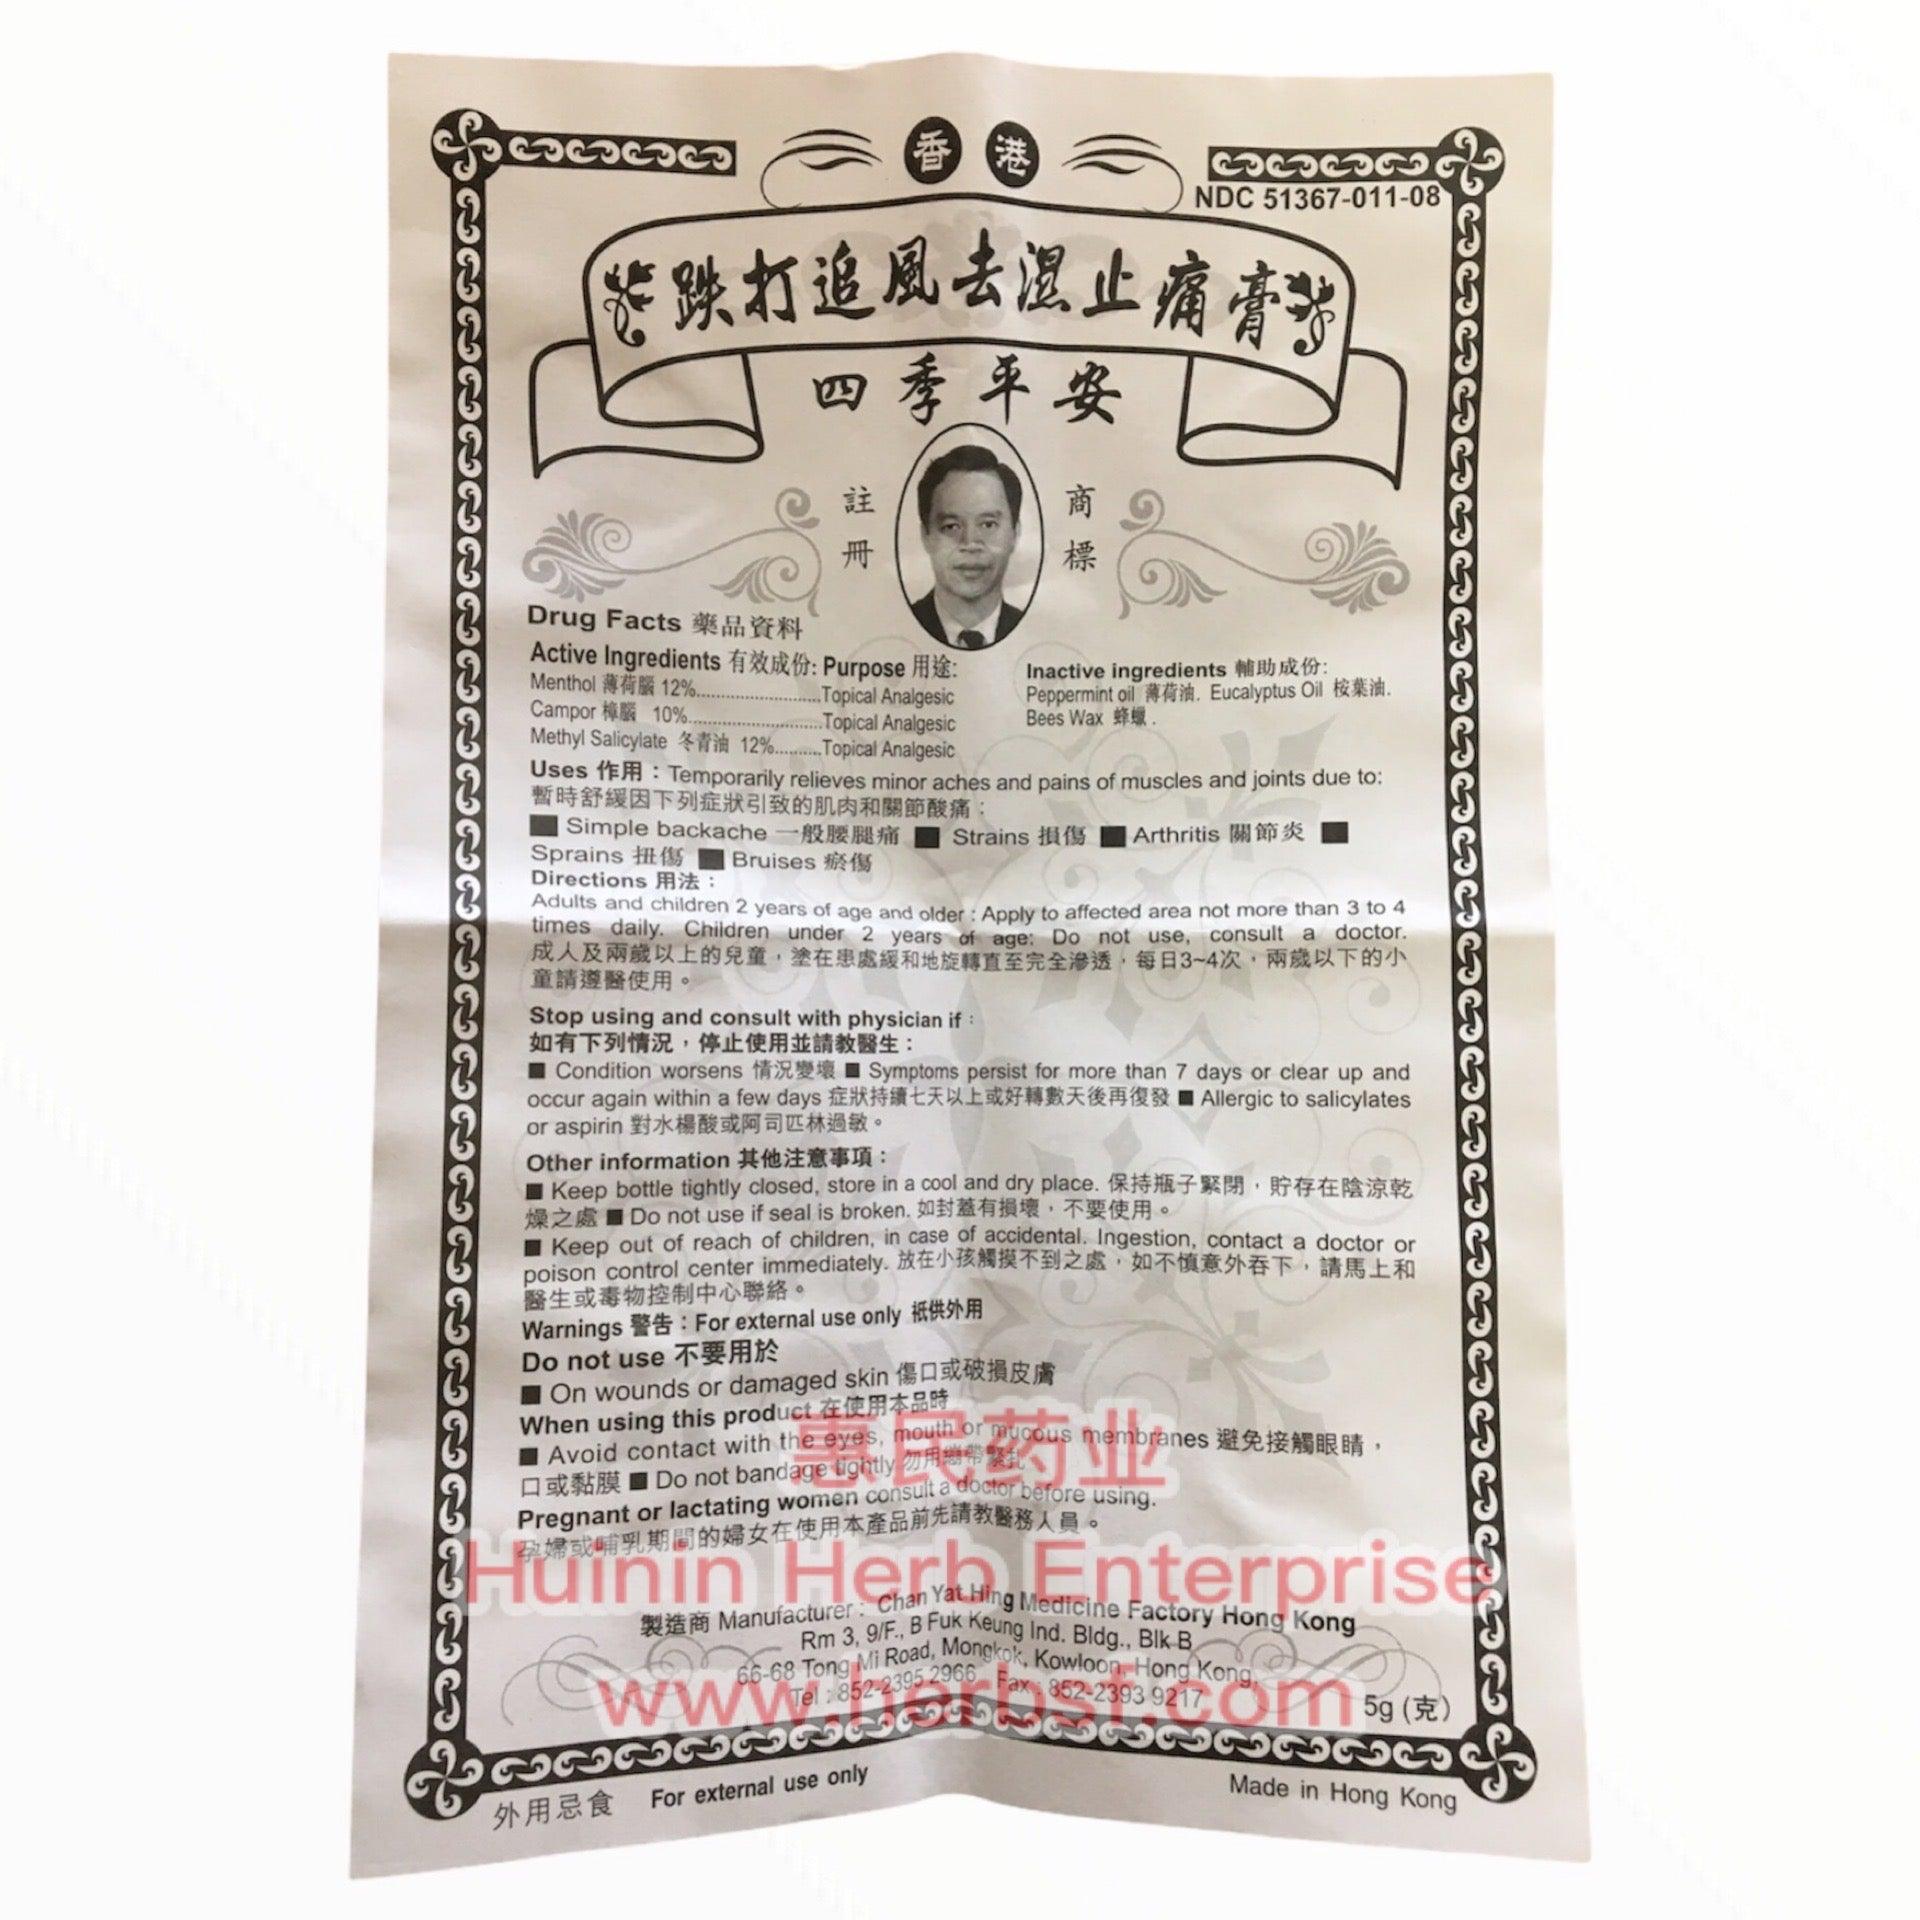 香港
NDC 51367-011-08
跌打追風去濕止痛膏
四季平安
註冊 商標
Drug Facts 藥品資料
Active Ingredients 有效成份: Purpose 用途:
Menthol 薄荷腦 12%.........................Topical Analgesic
Campor 樟腦 10%...........................Topical Analgesic
Methyl Salicylate 冬青油 12%..........Topical Analgesic
Inactive ingredients 輔助成份:
Peppermint oil 薄荷油. Eucalyptus Oil 桉葉油.
Bees Wax 蜂蠟 .
Uses 作用：Temporarily relieves minor aches and pains of muscles and joints due to:
暫時舒緩因下列症狀引致的肌肉和關節酸痛：
■ Simple backache 一般腰腿痛 ■ Strains 損傷 ■ Arthritis 關節炎 ■
Sprains 扭傷 ■ Bruises 瘀傷
Directions 用法：
Adults and children 2 years of age and older : Apply to affected area not more than 3 to 4
times daily. Children under 2 years of age: Do not use, consult a doctor.
成人及兩歲以上的兒童，塗在患處緩和地旋轉直至完全滲透，每日3~4次，兩歲以下的小
童請遵醫使用。
Stop using and consult with physician if：
如有下列情況，停止使用並請教醫生：
■ Condition worsens 情況變壞 ■ Symptoms persist for more than 7 days or clear up and
occur again within a few days 症狀持續七天以上或好轉數天後再復發 ■ Allergic to salicylates
or aspirin 對水楊酸或阿司匹林過敏。
Other information 其他注意事項：
■ Keep bottle tightly closed, store in a cool and dry place. 保持瓶子緊閉，貯存在陰涼乾
燥之處 ■ Do not use if seal is broken. 如封蓋有損壞，不要使用。
■ Keep out of reach of children, in case of accidental. Ingestion, contact a doctor or
poison control center immediately. 放在小孩觸摸不到之處，如不慎意外吞下，請馬上和
醫生或毒物控制中心聯絡。
Warnings 警告：For external use only 祗供外用
Do not use 不要用於
■ On wounds or damaged skin 傷口或破損皮膚
When using this product 在使用本品時
■ Avoid contact with the eyes, mouth or mucous membranes 避免接觸眼睛，
口或黏膜 ■ Do not bandage tightly 勿用繃帶緊扎
Pregnant or lactating women consult a doctor before using.
孕婦或哺乳期間的婦女在使用本產品前先請教醫務人員。
惠民药业
Huinin Herb Enterprise
www.herbsf.com
製造商 Manufacturer : Chan Yat Hing Medicine Factory Hong Kong
Rm 3, 9/F., B Fuk Keung Ind. Bldg., Blk B
66-68 Tong Mi Road, Mongkok, Kowloon, Hong Kong.
Tel : 852-2395 2966 Fax : 852-2393 9217
5g (克)
外用忌食 For external use only
Made in Hong Kong